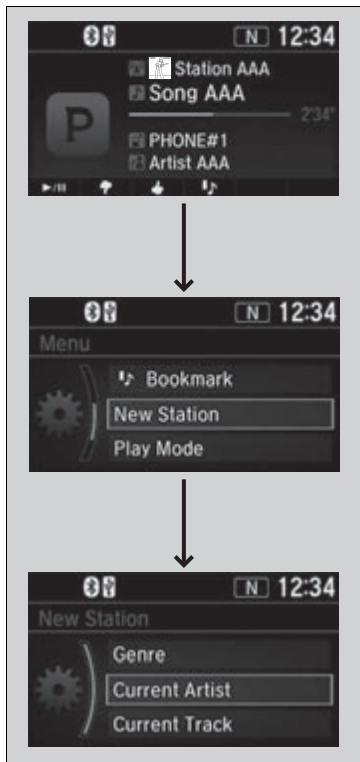 N 12:34
Station AAA
Song AAA
2'34"
P
PHONE#1
Artist AAA
N 12:34
Menu
Bookmark
New Station
Play Mode
N 12:34
New Station
Genre
Current Artist
Current Track